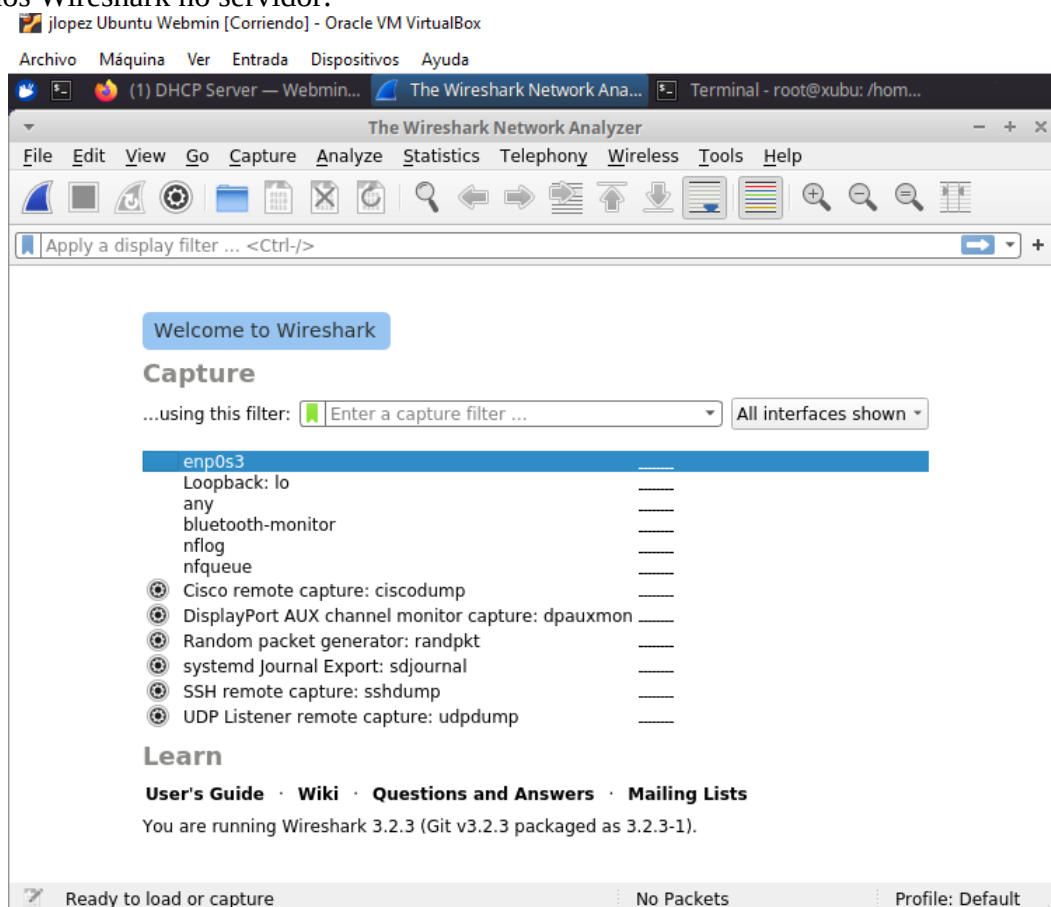 os Wireshark no servidor:
jlopez Ubuntu Webmin [Corriendo] - Oracle VM VirtualBox
Archivo Máquina Ver Entrada Dispositivos Ayuda
(1) DHCP Server — Webmin... The Wireshark Network Ana... Terminal - root@xubu: /hom...
The Wireshark Network Analyzer
File Edit View Go Capture Analyze Statistics Telephony Wireless Tools Help
Apply a display filter ... <Ctrl-/>
Welcome to Wireshark
Capture
...using this filter: Enter a capture filter ... All interfaces shown
enp0s3
Loopback: lo
any
bluetooth-monitor
nflog
nfqueue
Cisco remote capture: ciscodump
DisplayPort AUX channel monitor capture: dpauxmon
Random packet generator: randpkt
systemd Journal Export: sdjournal
SSH remote capture: sshdump
UDP Listener remote capture: udpdump
Learn
User's Guide · Wiki · Questions and Answers · Mailing Lists
You are running Wireshark 3.2.3 (Git v3.2.3 packaged as 3.2.3-1).
Ready to load or capture No Packets Profile: Default